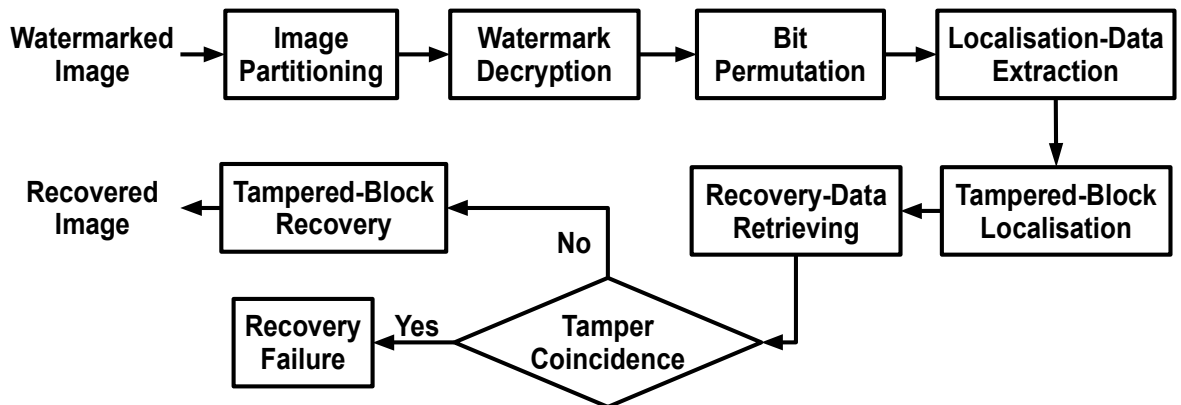 Watermarked
Image
Image
Partitioning
Watermark
Decryption
Bit
Permutation
Localisation-Data
Extraction
Tampered-Block
Localisation
Recovery-Data
Retrieving
Tamper
Coincidence
No
Tampered-Block
Recovery
Recovered
Image
Yes
Recovery
Failure